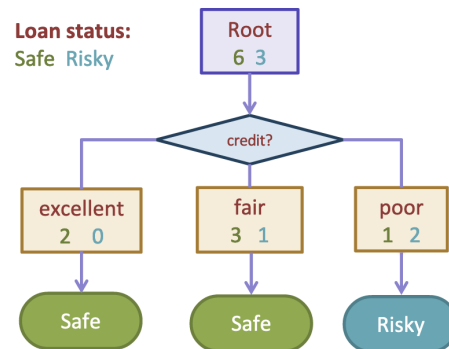 Loan status:
Safe Risky
Root
6 3
credit?
excellent
2 0
fair
3 1
poor
1 2
Safe
Safe
Risky